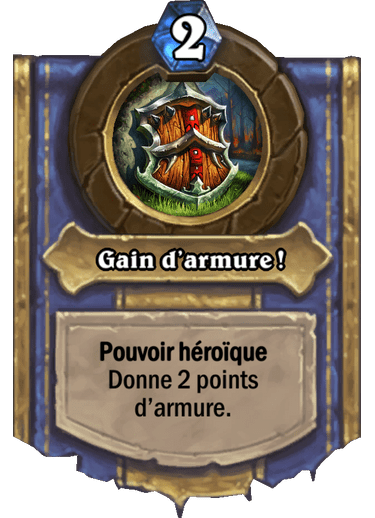 2
Gain d'armure !
Pouvoir héroïque
Donne 2 points
d'armure.